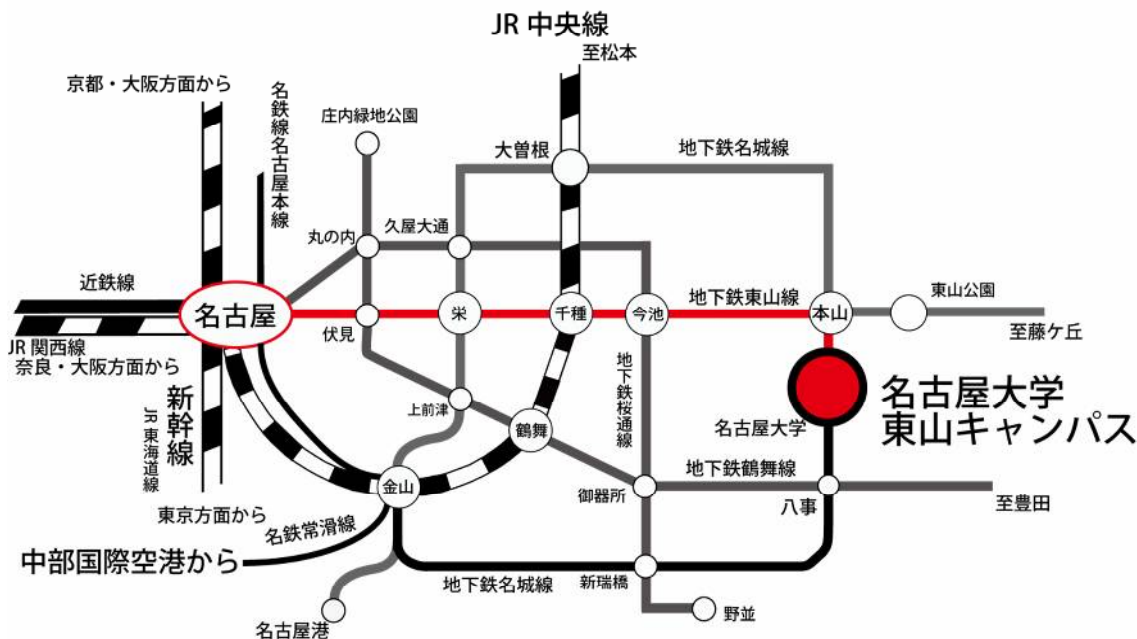 JR 中央線
至松本
京都・大阪方面から
名鉄線名古屋本線
庄内緑地公園
大曽根
地下鉄名城線
丸の内
久屋大通
近鉄線
名古屋
伏見
栄
千種
今池
地下鉄東山線
本山
東山公園
至藤ケ丘
JR 関西線
奈良・大阪方面から
新幹線
JR 東海道線
上前津
鶴舞
地下鉄桜通線
名古屋大学
名古屋大学
東山キャンパス
金山
御器所
地下鉄鶴舞線
八事
至豊田
東京方面から
名鉄常滑線
中部国際空港から
地下鉄名城線
新瑞橋
名古屋港
野並